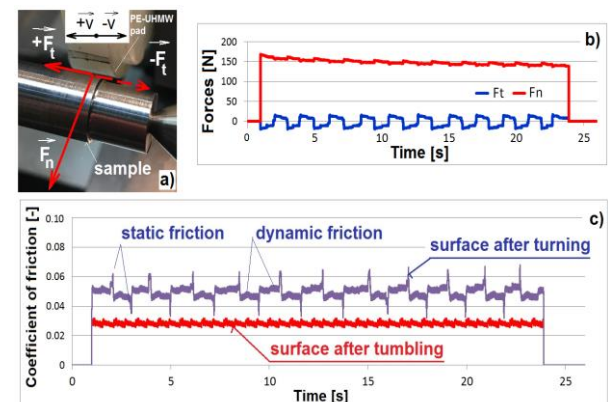 +v -v
PE-UHMW
pad
+Ft
-Ft
Fn
sample
a)
b)
Forces [N]
200
150
100
50
0
Ft Fn
0 5 10 15 20 25
Time [s]
c)
Coefficient of friction [-]
0.10
0.08
0.06
0.04
0.02
0
static friction
dynamic friction
surface after turning
surface after tumbling
0 5 10 15 20 25
Time [s]